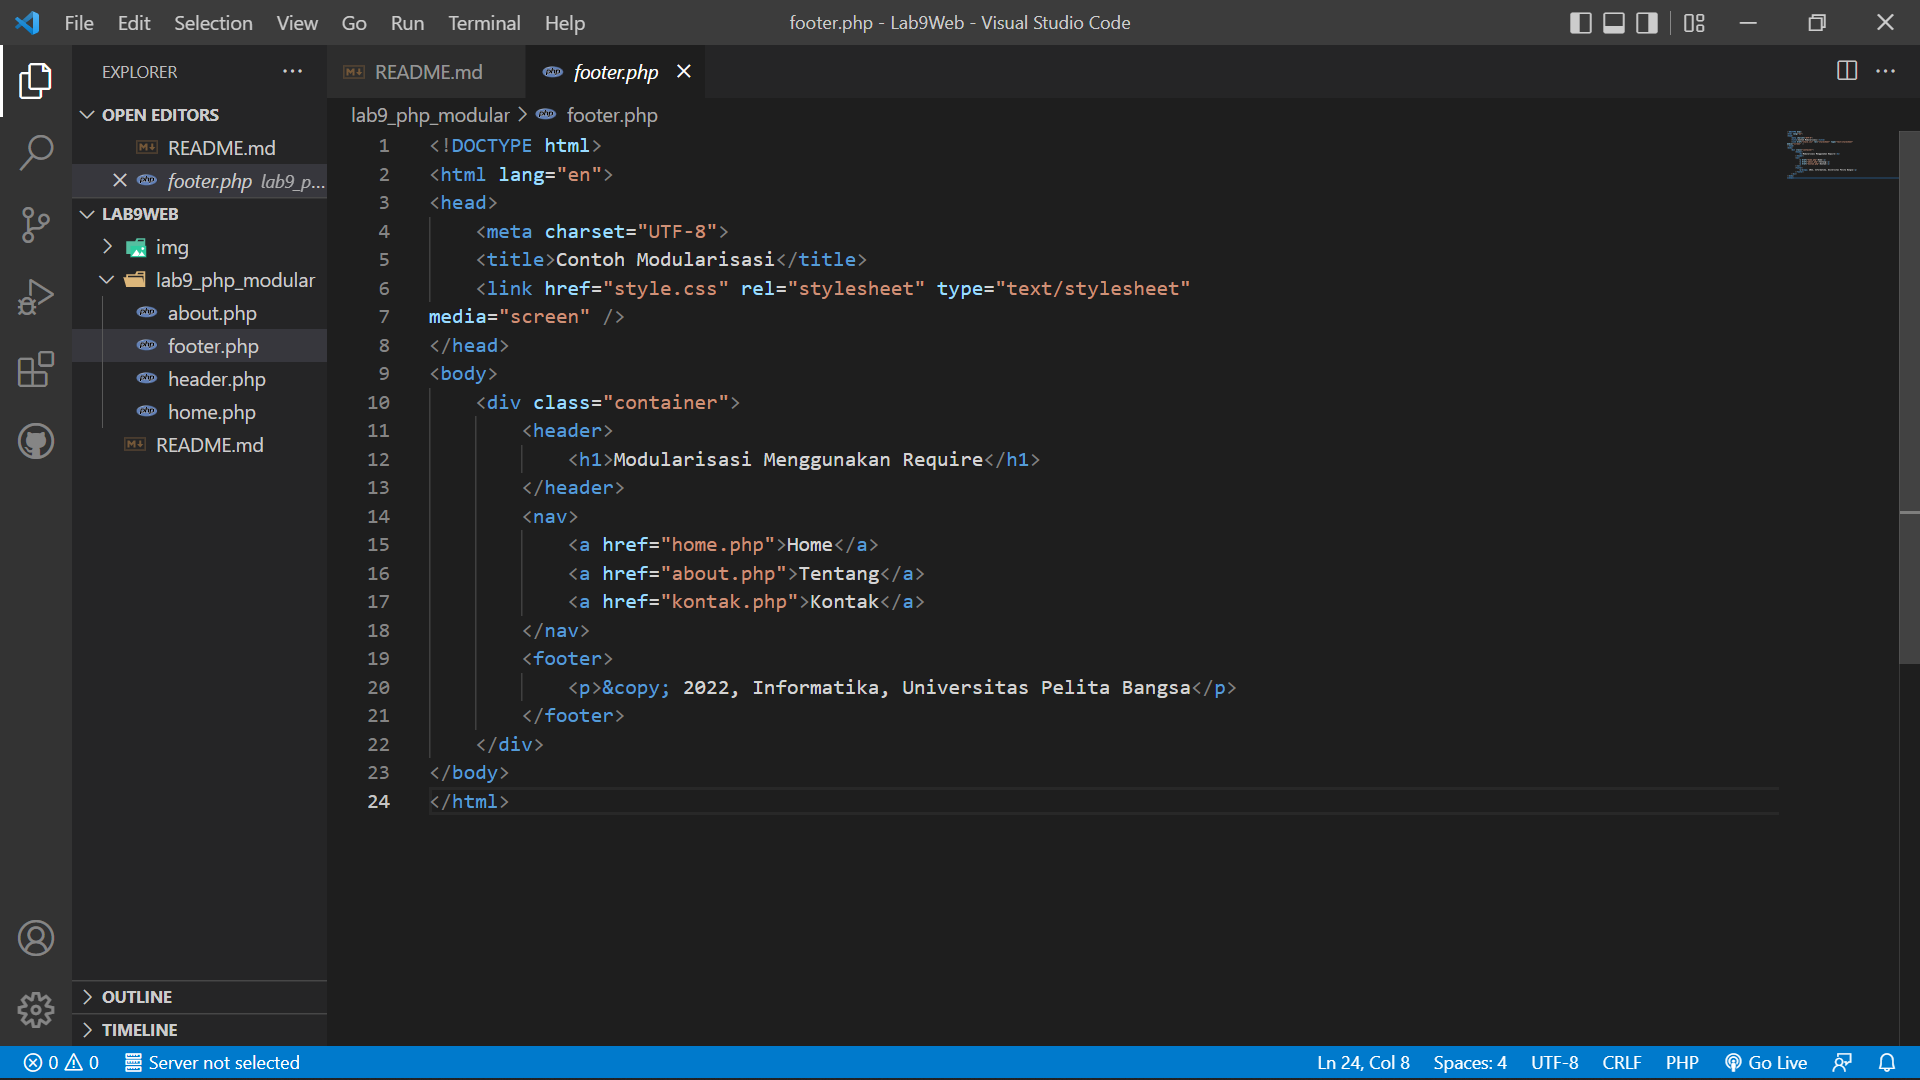 File Edit Selection View Go Run Terminal Help
footer.php - Lab9Web - Visual Studio Code
EXPLORER
OPEN EDITORS
README.md
footer.php lab9_p...
LAB9WEB
img
lab9_php_modular
about.php
footer.php
header.php
home.php
README.md
OUTLINE
TIMELINE
README.md
footer.php
lab9_php_modular > footer.php
1 <!DOCTYPE html>
2 <html lang="en">
3 <head>
4     <meta charset="UTF-8">
5     <title>Contoh Modularisasi</title>
6     <link href="style.css" rel="stylesheet" type="text/stylesheet"
7 media="screen" />
8 </head>
9 <body>
10     <div class="container">
11         <header>
12             <h1>Modularisasi Menggunakan Require</h1>
13         </header>
14         <nav>
15             <a href="home.php">Home</a>
16             <a href="about.php">Tentang</a>
17             <a href="kontak.php">Kontak</a>
18         </nav>
19         <footer>
20             <p>&copy; 2022, Informatika, Universitas Pelita Bangsa</p>
21         </footer>
22     </div>
23 </body>
24 </html>
0 0 Server not selected
Ln 24, Col 8 Spaces: 4 UTF-8 CRLF PHP Go Live